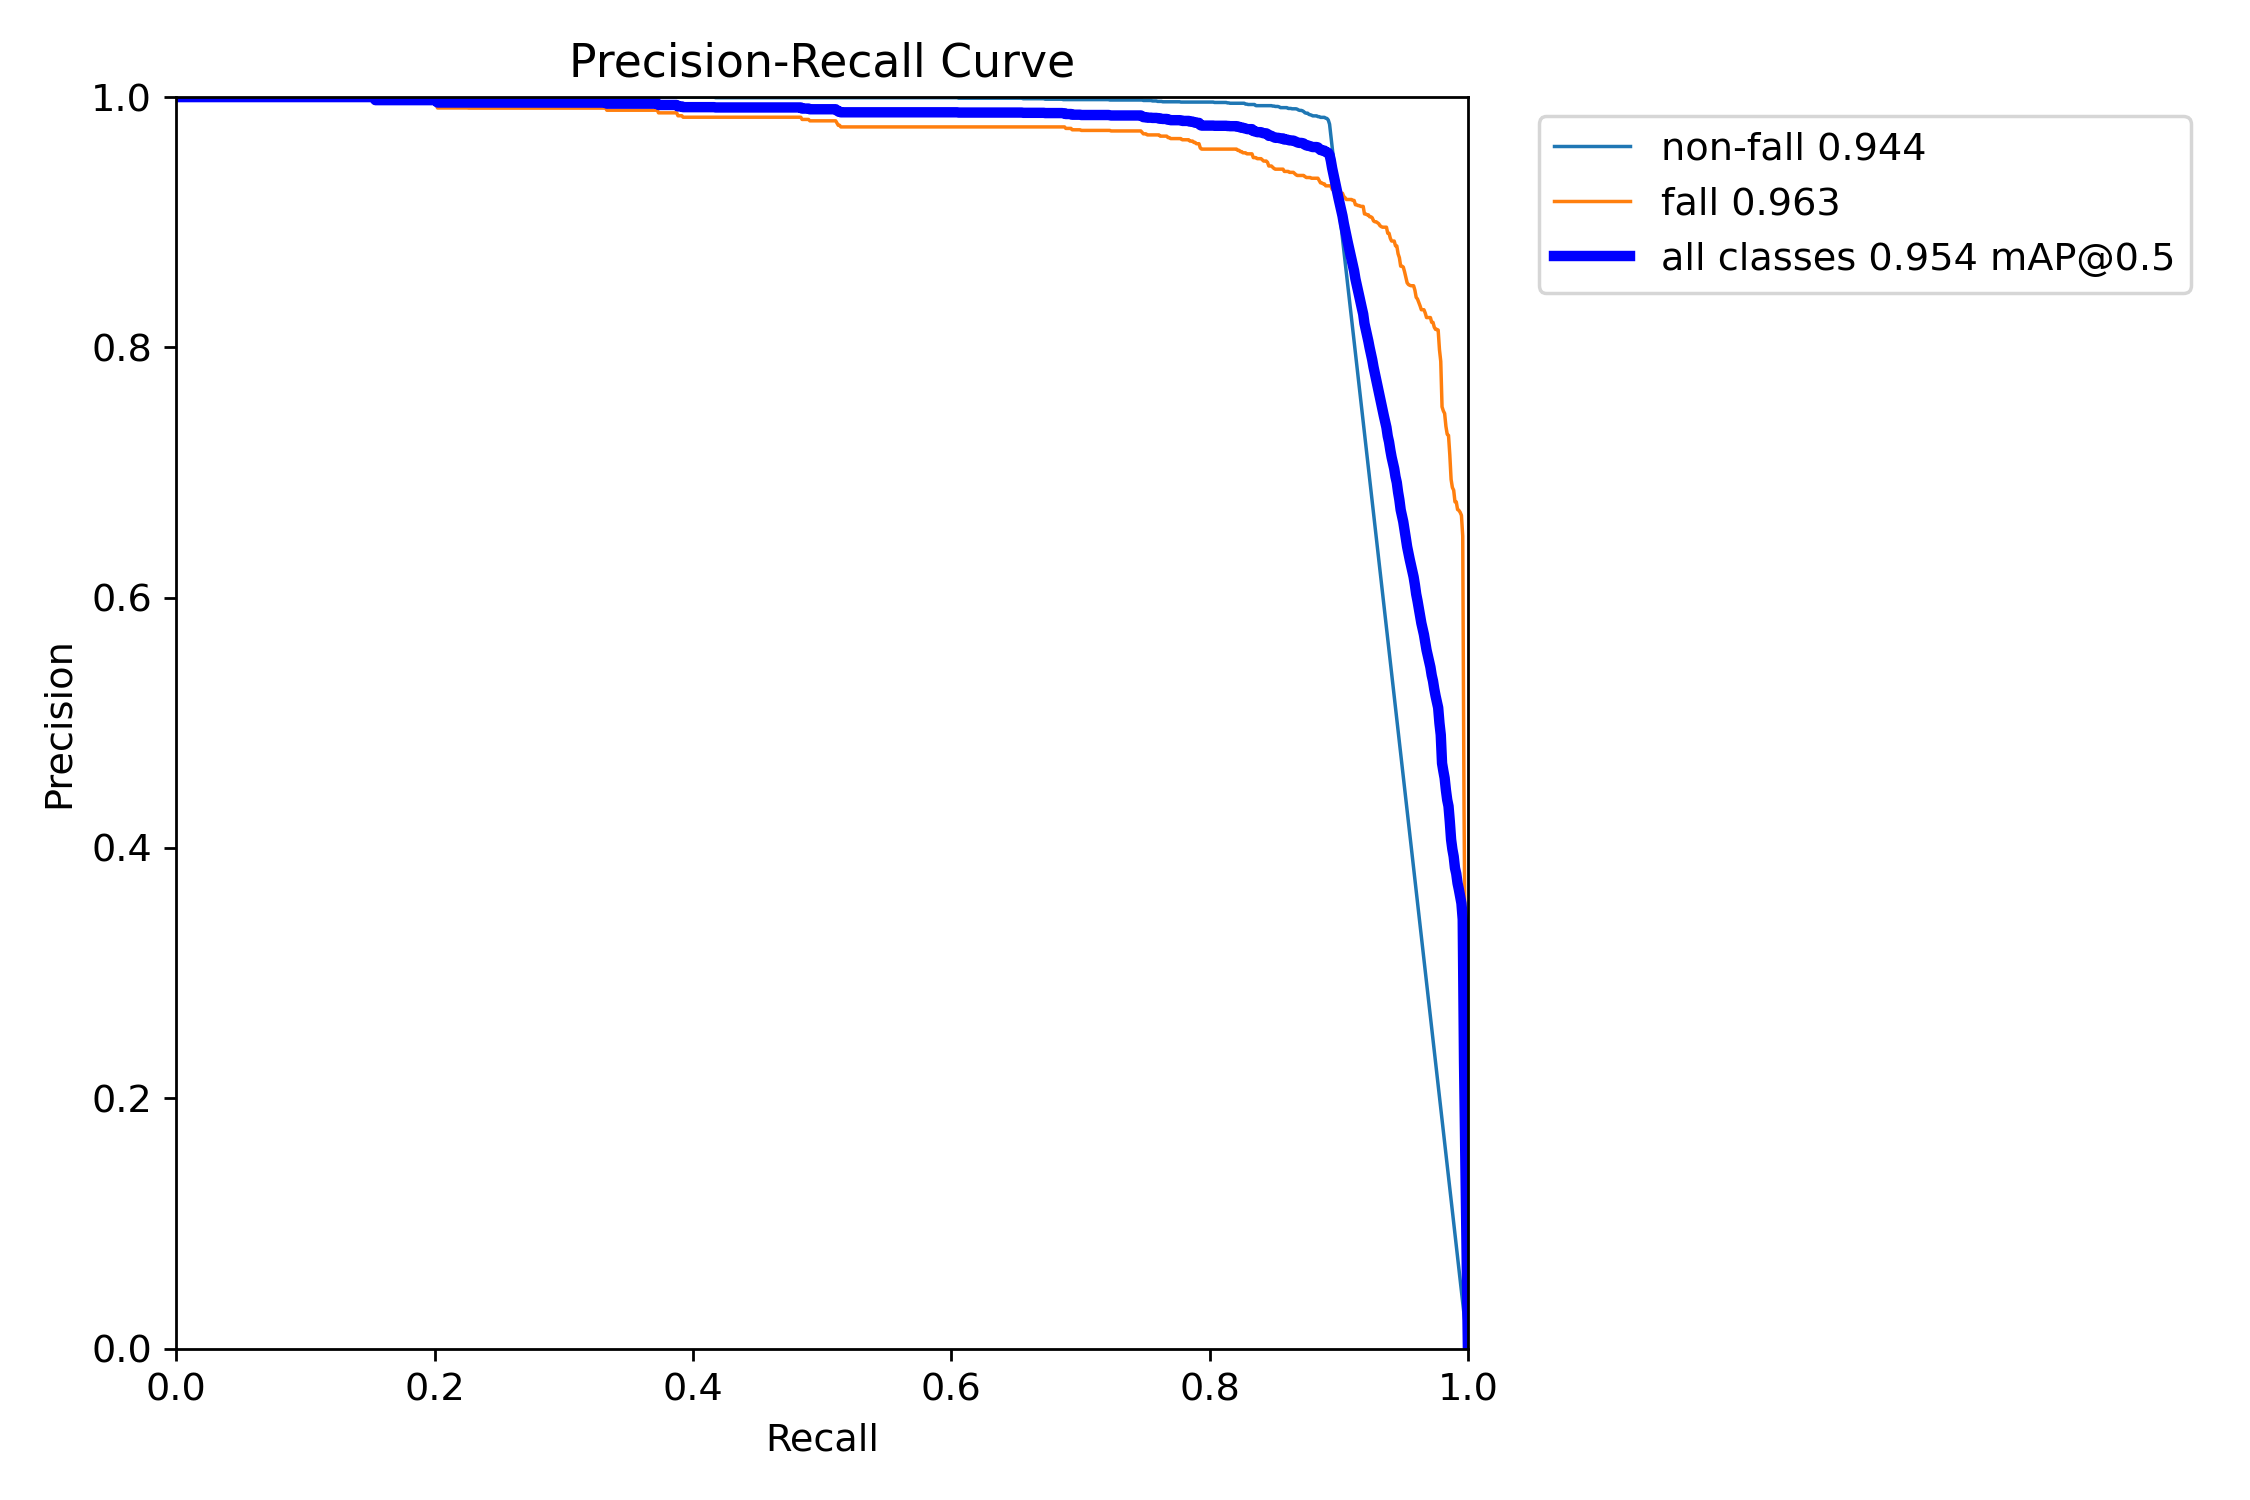 Precision-Recall Curve
1.0
0.8
0.6
0.4
0.2
0.0
Precision
0.0 0.2 0.4 0.6 0.8 1.0
Recall
non-fall 0.944
fall 0.963
all classes 0.954 mAP@0.5